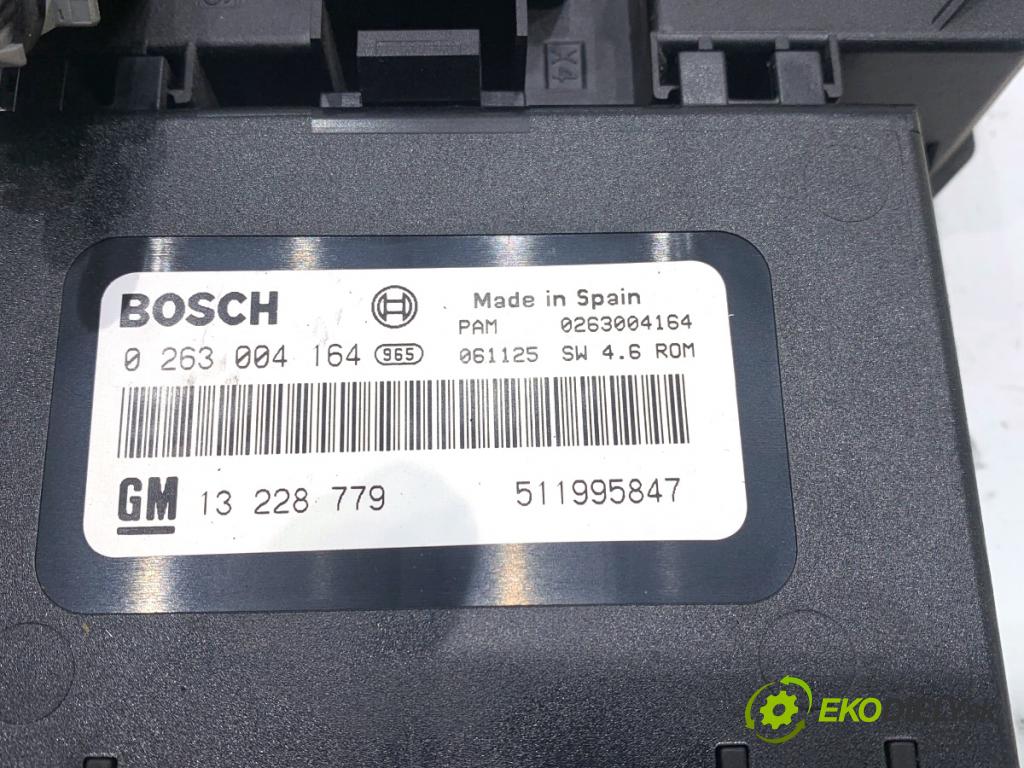 X4
BOSCH
Made in Spain
PAM 0263004164
0 263 004 164 965
061125 SW 4.6 ROM
GM 13 228 779 511995847
EKO